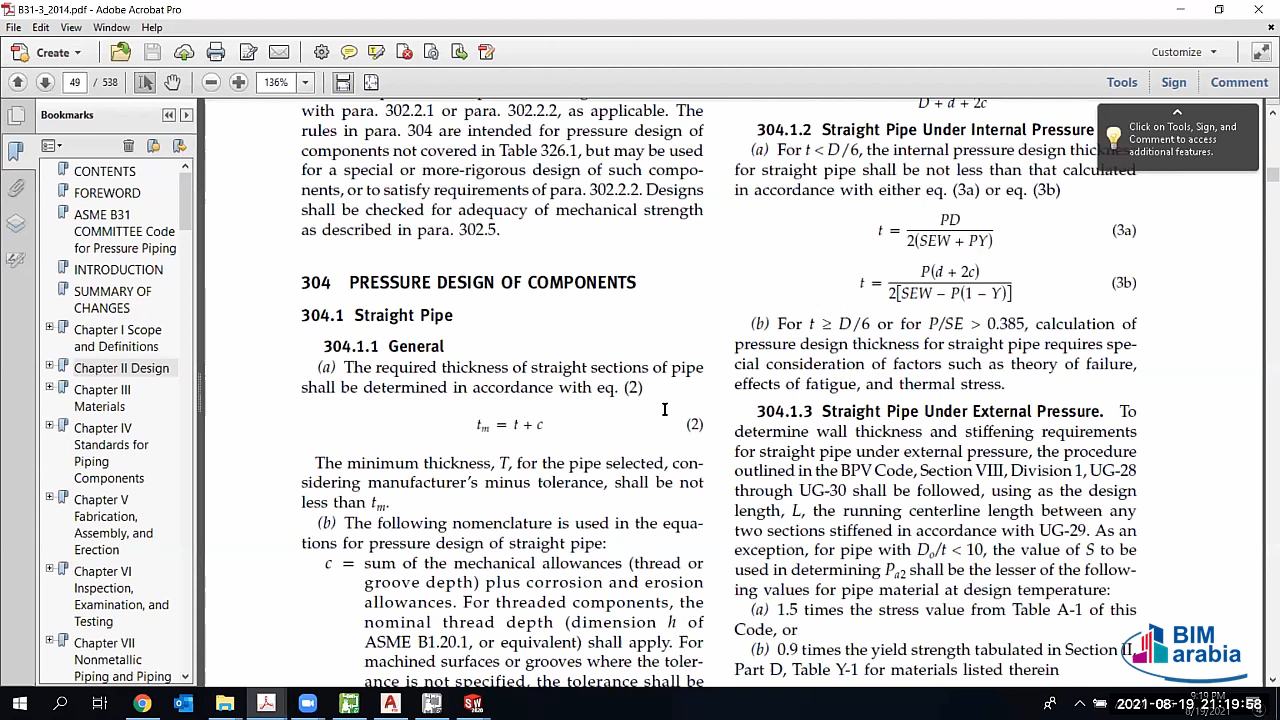 B31-3_2014.pdf - Adobe Acrobat Pro
File Edit View Window Help
Create
Customize
49 / 538
136%
Tools Sign Comment
Bookmarks
CONTENTS
FOREWORD
ASME B31
COMMITTEE Code
for Pressure Piping
INTRODUCTION
SUMMARY OF
CHANGES
Chapter I Scope
and Definitions
Chapter II Design
Chapter III
Materials
Chapter IV
Standards for
Piping
Components
Chapter V
Fabrication,
Assembly, and
Erection
Chapter VI
Inspection,
Examination, and
Testing
Chapter VII
Nonmetallic
Piping and Piping
with para. 302.2.1 or para. 302.2.2, as applicable. The
rules in para. 304 are intended for pressure design of
components not covered in Table 326.1, but may be used
for a special or more-rigorous design of such compo-
nents, or to satisfy requirements of para. 302.2.2. Designs
shall be checked for adequacy of mechanical strength
as described in para. 302.5.
304 PRESSURE DESIGN OF COMPONENTS
304.1 Straight Pipe
304.1.1 General
(a) The required thickness of straight sections of pipe
shall be determined in accordance with eq. (2)
tm = t + c (2)
The minimum thickness, T, for the pipe selected, con-
sidering manufacturer's minus tolerance, shall be not
less than tm.
(b) The following nomenclature is used in the equa-
tions for pressure design of straight pipe:
c = sum of the mechanical allowances (thread or
groove depth) plus corrosion and erosion
allowances. For threaded components, the
nominal thread depth (dimension h of
ASME B1.20.1, or equivalent) shall apply. For
machined surfaces or grooves where the toler-
ance is not specified, the tolerance shall be
D + d + 2c
304.1.2 Straight Pipe Under Internal Pressure
(a) For t < D/6, the internal pressure design thickne
for straight pipe shall be not less than that calculated
in accordance with either eq. (3a) or eq. (3b)
t = PD / 2(SEW + PY) (3a)
t = P(d + 2c) / 2[SEW − P(1 − Y)] (3b)
(b) For t ≥ D/6 or for P/SE > 0.385, calculation of
pressure design thickness for straight pipe requires spe-
cial consideration of factors such as theory of failure,
effects of fatigue, and thermal stress.
304.1.3 Straight Pipe Under External Pressure. To
determine wall thickness and stiffening requirements
for straight pipe under external pressure, the procedure
outlined in the BPV Code, Section VIII, Division 1, UG-28
through UG-30 shall be followed, using as the design
length, L, the running centerline length between any
two sections stiffened in accordance with UG-29. As an
exception, for pipe with Do/t < 10, the value of S to be
used in determining Pa2 shall be the lesser of the follow-
ing values for pipe material at design temperature:
(a) 1.5 times the stress value from Table A-1 of this
Code, or
(b) 0.9 times the yield strength tabulated in Section II,
Part D, Table Y-1 for materials listed therein
Click on Tools, Sign, and
Comment to access
additional features.
BIM
arabia
9:19 PM
8/19/2021
2021-08-19 21:19:58